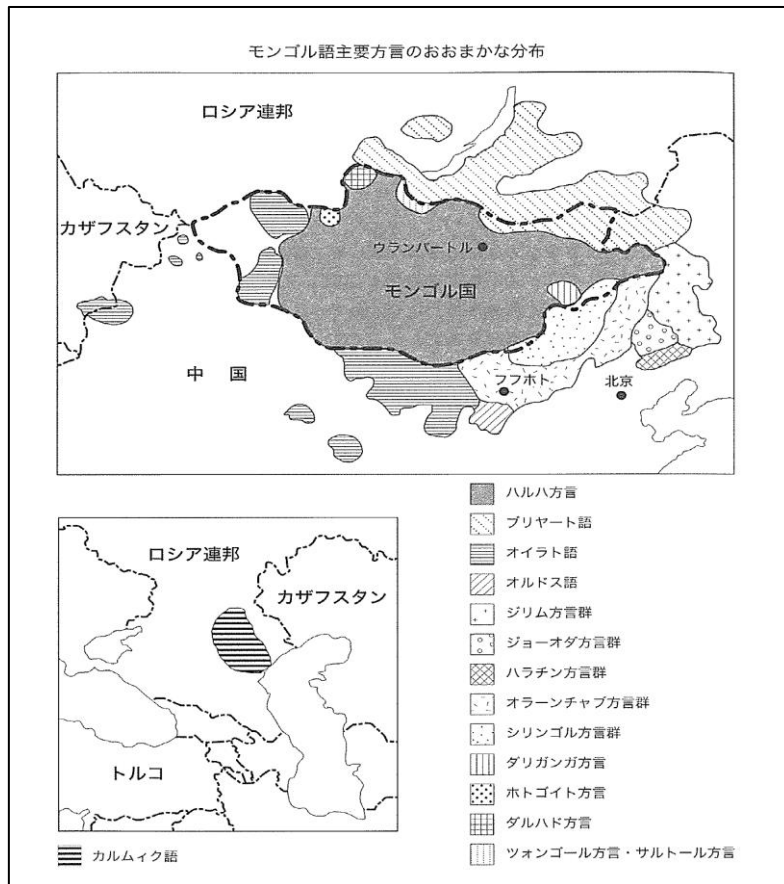 モンゴル語主要方言のおおまかな分布
ロシア連邦
カザフスタン
ウランバートル
モンゴル国
中 国
フフホト
北京
ハルハ方言
ブリヤート語
オイラト語
オルドス語
ジリム方言群
ジョーオダ方言群
ハラチン方言群
オラーンチャブ方言群
シリンゴル方言群
ダリガンガ方言
ホトゴイト方言
ダルハド方言
ツォンゴール方言・サルトール方言
ロシア連邦
カザフスタン
トルコ
カルムィク語